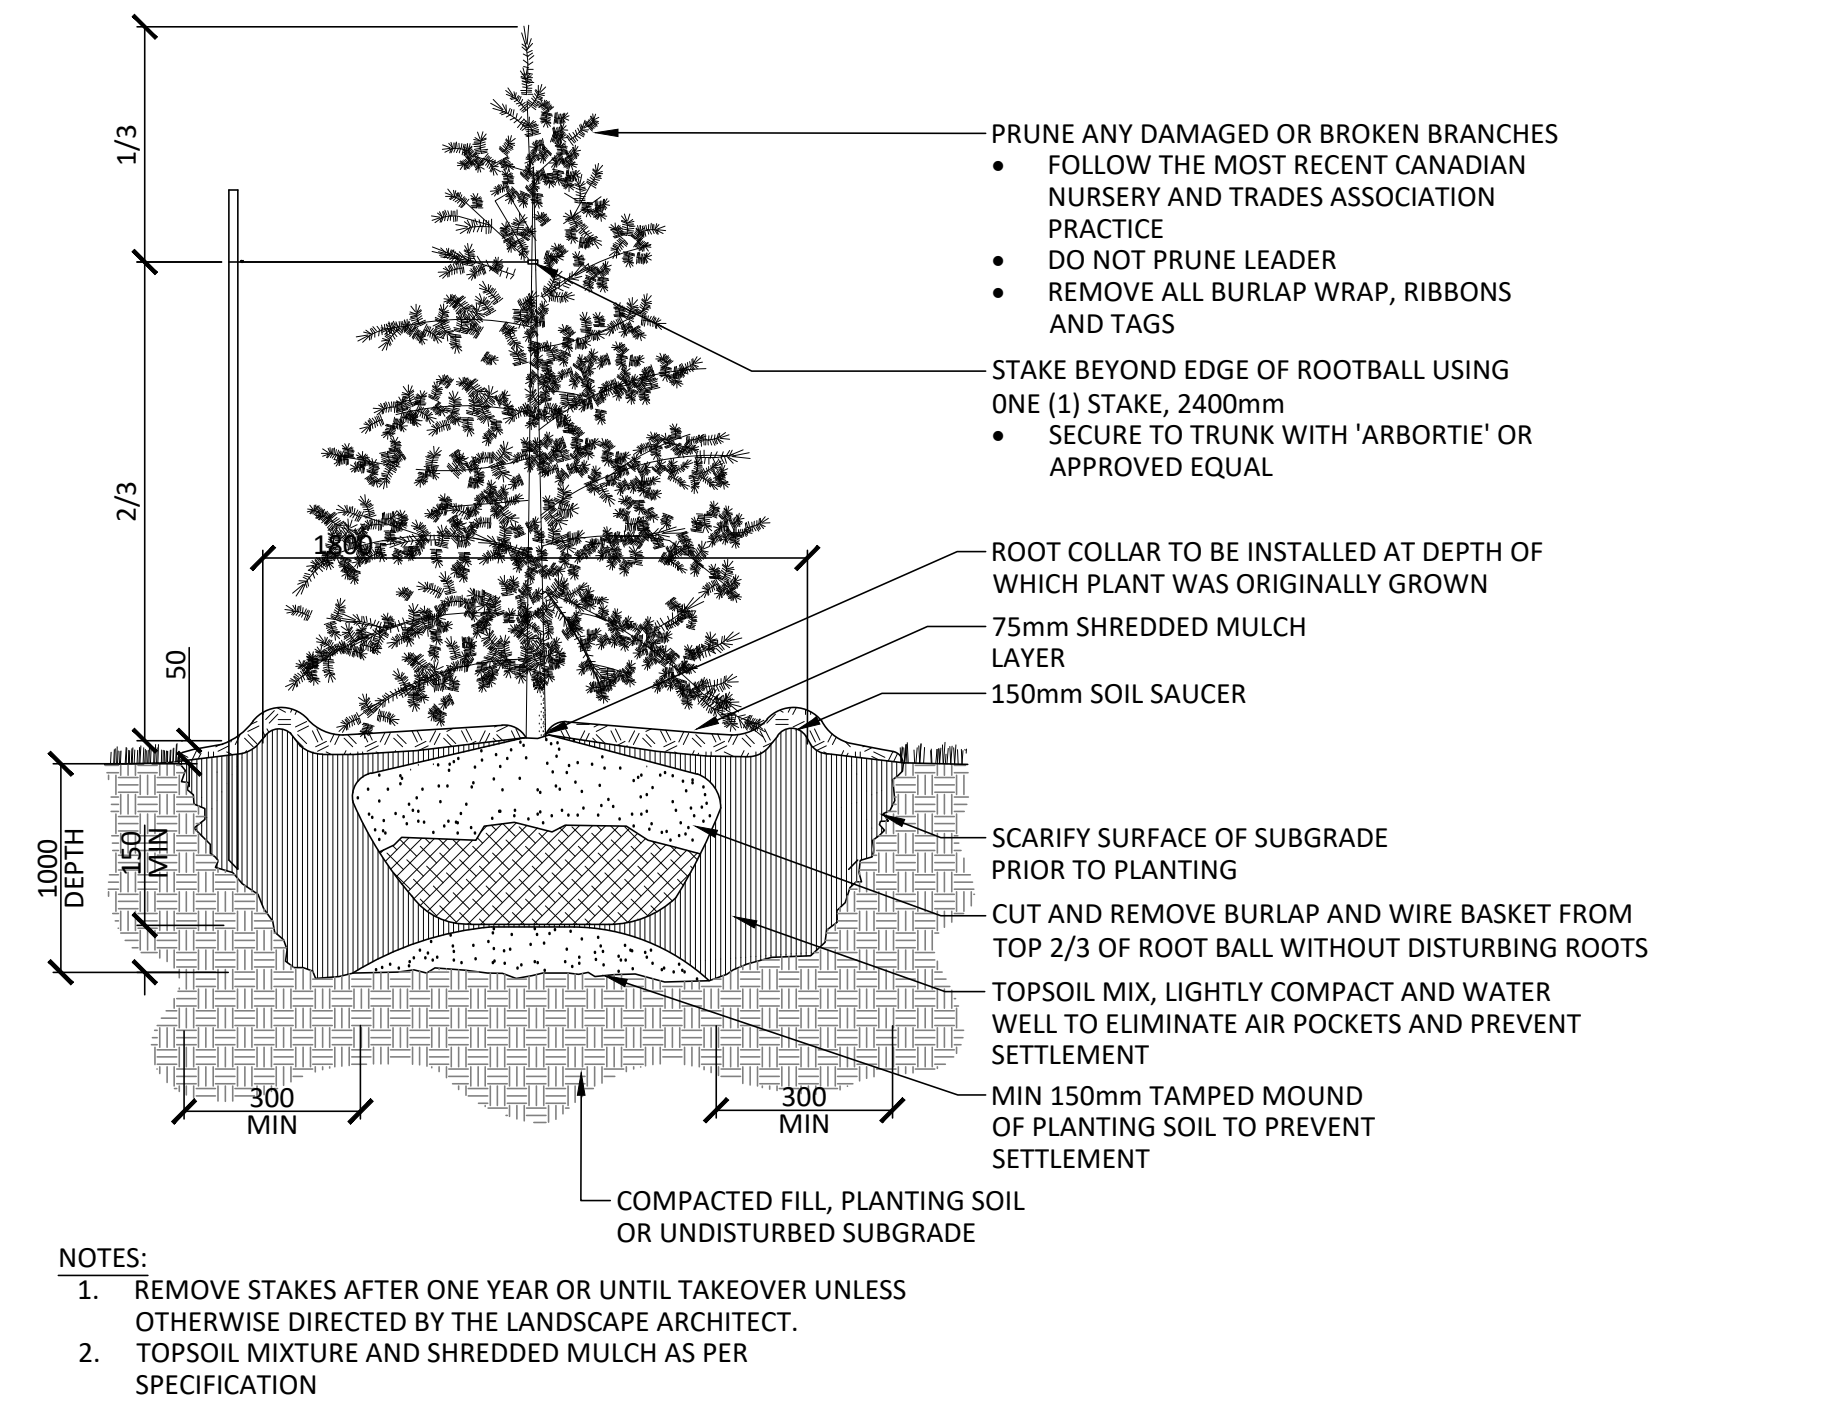 1/3
2/3
1800
50
1000
DEPTH
150
MIN
300
MIN
300
MIN
PRUNE ANY DAMAGED OR BROKEN BRANCHES
• FOLLOW THE MOST RECENT CANADIAN
NURSERY AND TRADES ASSOCIATION
PRACTICE
• DO NOT PRUNE LEADER
• REMOVE ALL BURLAP WRAP, RIBBONS
AND TAGS
STAKE BEYOND EDGE OF ROOTBALL USING
0NE (1) STAKE, 2400mm
• SECURE TO TRUNK WITH 'ARBORTIE' OR
APPROVED EQUAL
ROOT COLLAR TO BE INSTALLED AT DEPTH OF
WHICH PLANT WAS ORIGINALLY GROWN
75mm SHREDDED MULCH
LAYER
150mm SOIL SAUCER
SCARIFY SURFACE OF SUBGRADE
PRIOR TO PLANTING
CUT AND REMOVE BURLAP AND WIRE BASKET FROM
TOP 2/3 OF ROOT BALL WITHOUT DISTURBING ROOTS
TOPSOIL MIX, LIGHTLY COMPACT AND WATER
WELL TO ELIMINATE AIR POCKETS AND PREVENT
SETTLEMENT
MIN 150mm TAMPED MOUND
OF PLANTING SOIL TO PREVENT
SETTLEMENT
COMPACTED FILL, PLANTING SOIL
OR UNDISTURBED SUBGRADE
NOTES:
1. REMOVE STAKES AFTER ONE YEAR OR UNTIL TAKEOVER UNLESS
OTHERWISE DIRECTED BY THE LANDSCAPE ARCHITECT.
2. TOPSOIL MIXTURE AND SHREDDED MULCH AS PER
SPECIFICATION